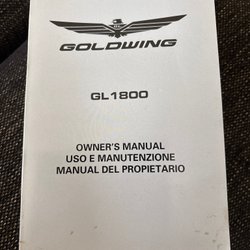 GOLDWING
GL1800
OWNER'S MANUAL
USO E MANUTENZIONE
MANUAL DEL PROPIETARIO